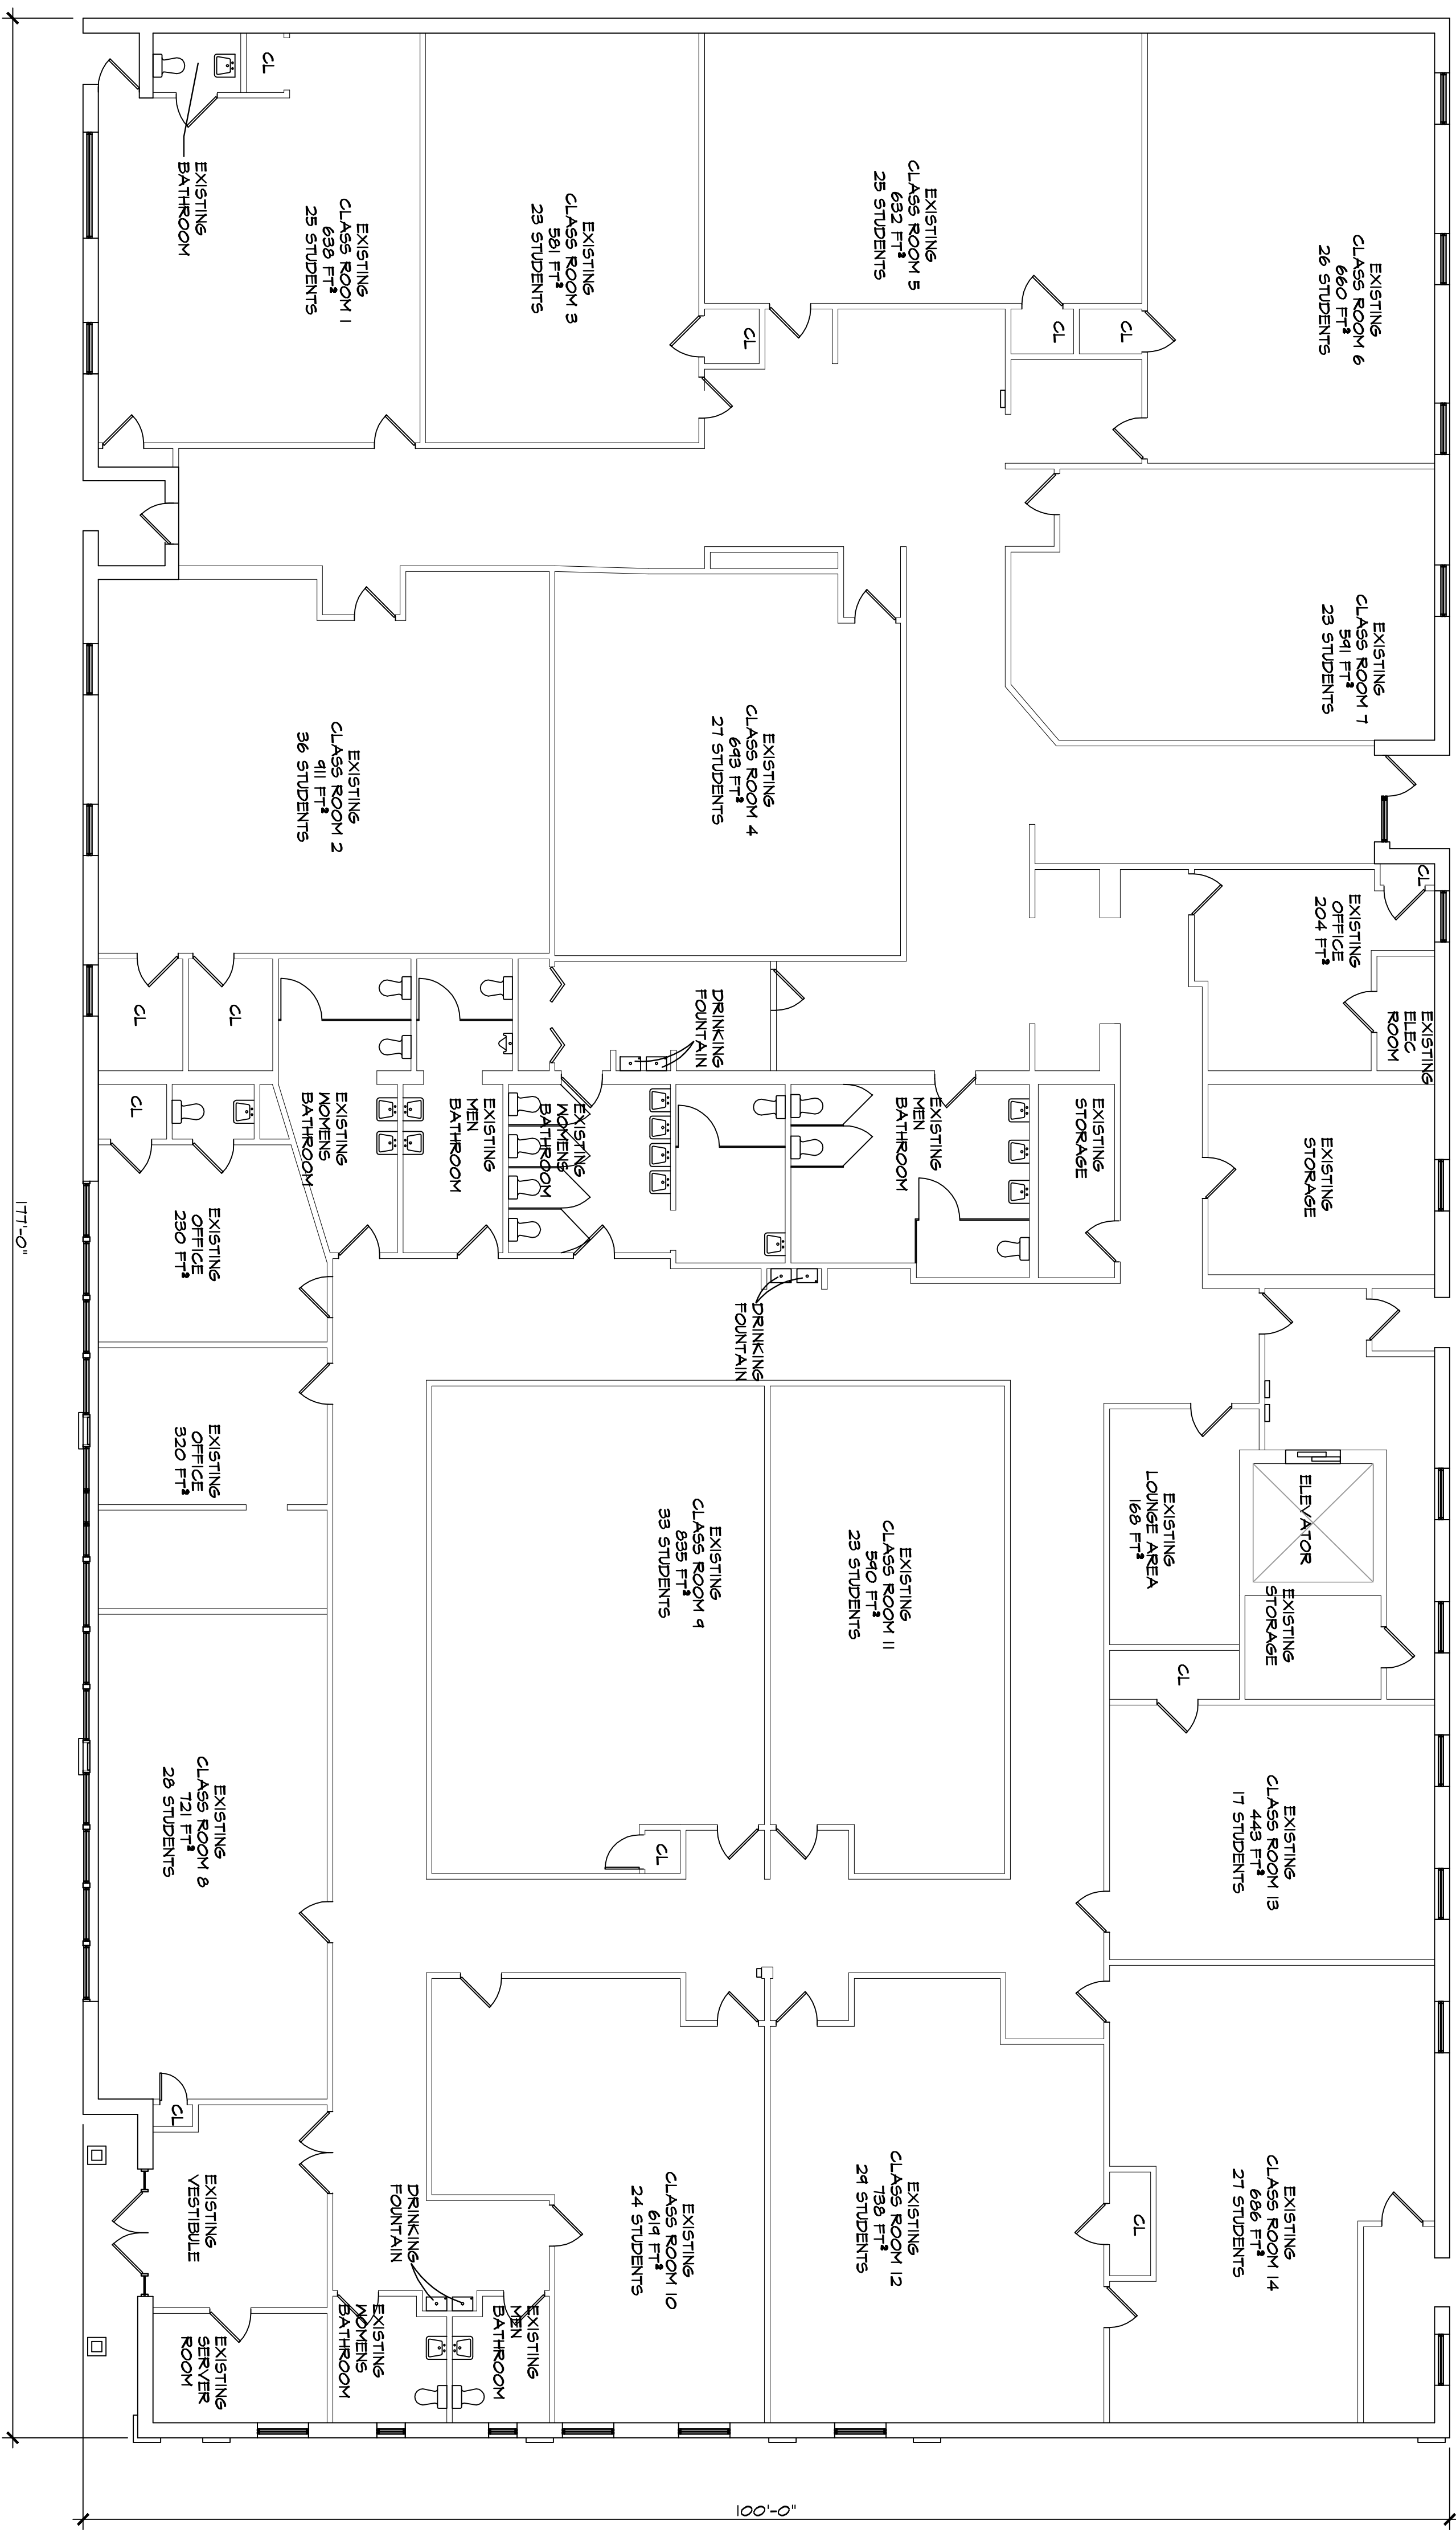 EXISTING
CLASS ROOM 6
660 FT²
26 STUDENTS
EXISTING
CLASS ROOM 7
591 FT²
23 STUDENTS
CL
EXISTING
OFFICE
204 FT²
EXISTING
ELEC
ROOM
EXISTING
STORAGE
ELEVATOR
EXISTING
STORAGE
EXISTING
LOUNGE AREA
168 FT²
CL
EXISTING
CLASS ROOM 13
443 FT²
17 STUDENTS
EXISTING
CLASS ROOM 14
686 FT²
27 STUDENTS
CL
CL
CL
EXISTING
CLASS ROOM 5
632 FT²
25 STUDENTS
CL
EXISTING
CLASS ROOM 3
581 FT²
23 STUDENTS
EXISTING
CLASS ROOM 4
693 FT²
27 STUDENTS
DRINKING
FOUNTAIN
EXISTING
STORAGE
EXISTING
MEN
BATHROOM
EXISTING
WOMENS
BATHROOM
DRINKING
FOUNTAIN
EXISTING
CLASS ROOM 11
590 FT²
23 STUDENTS
EXISTING
CLASS ROOM 9
835 FT²
33 STUDENTS
CL
EXISTING
CLASS ROOM 12
738 FT²
29 STUDENTS
EXISTING
CLASS ROOM 10
619 FT²
24 STUDENTS
CL
EXISTING
BATHROOM
EXISTING
CLASS ROOM 1
638 FT²
25 STUDENTS
EXISTING
CLASS ROOM 2
911 FT²
36 STUDENTS
CL
CL
CL
EXISTING
MEN
BATHROOM
EXISTING
WOMENS
BATHROOM
EXISTING
OFFICE
230 FT²
EXISTING
OFFICE
320 FT²
EXISTING
CLASS ROOM 8
721 FT²
28 STUDENTS
CL
EXISTING
VESTIBULE
DRINKING
FOUNTAIN
EXISTING
MEN
BATHROOM
EXISTING
WOMENS
BATHROOM
EXISTING
SERVER
ROOM
100'-0"
177'-0"